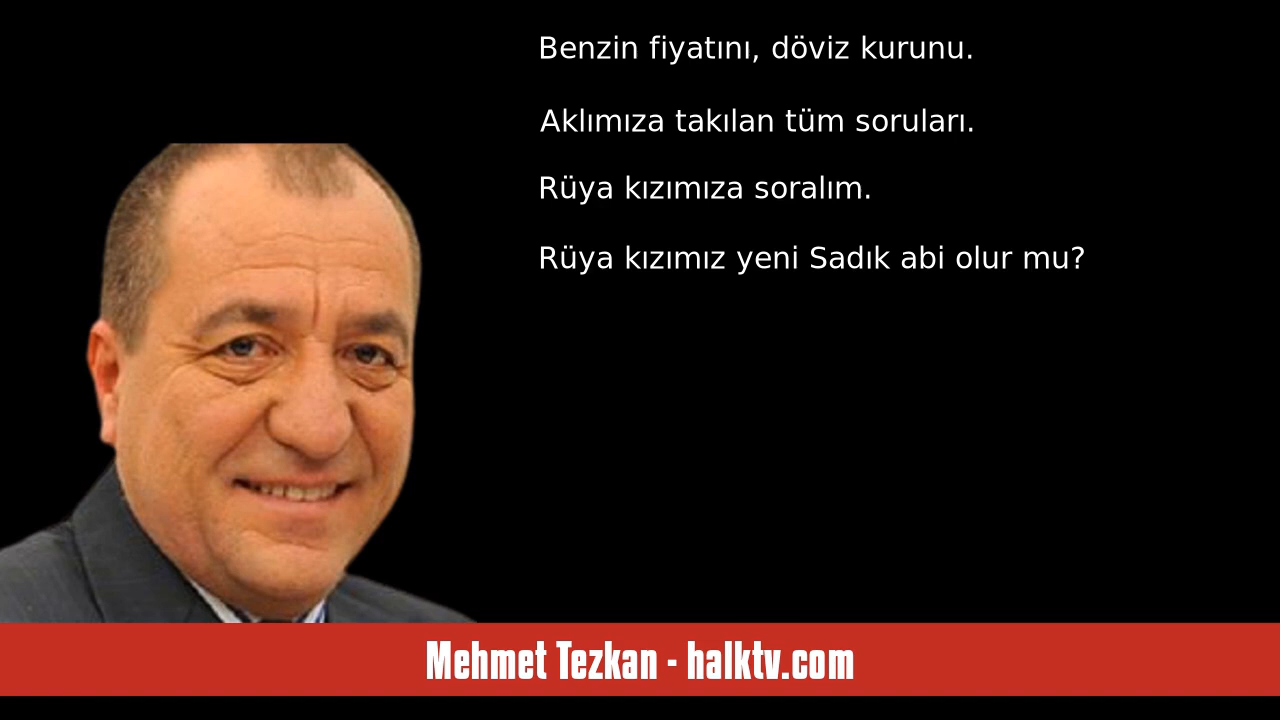 Benzin fiyatını, döviz kurunu.
Aklımıza takılan tüm soruları.
Rüya kızımıza soralım.
Rüya kızımız yeni Sadık abi olur mu?
Mehmet Tezkan - halktv.com